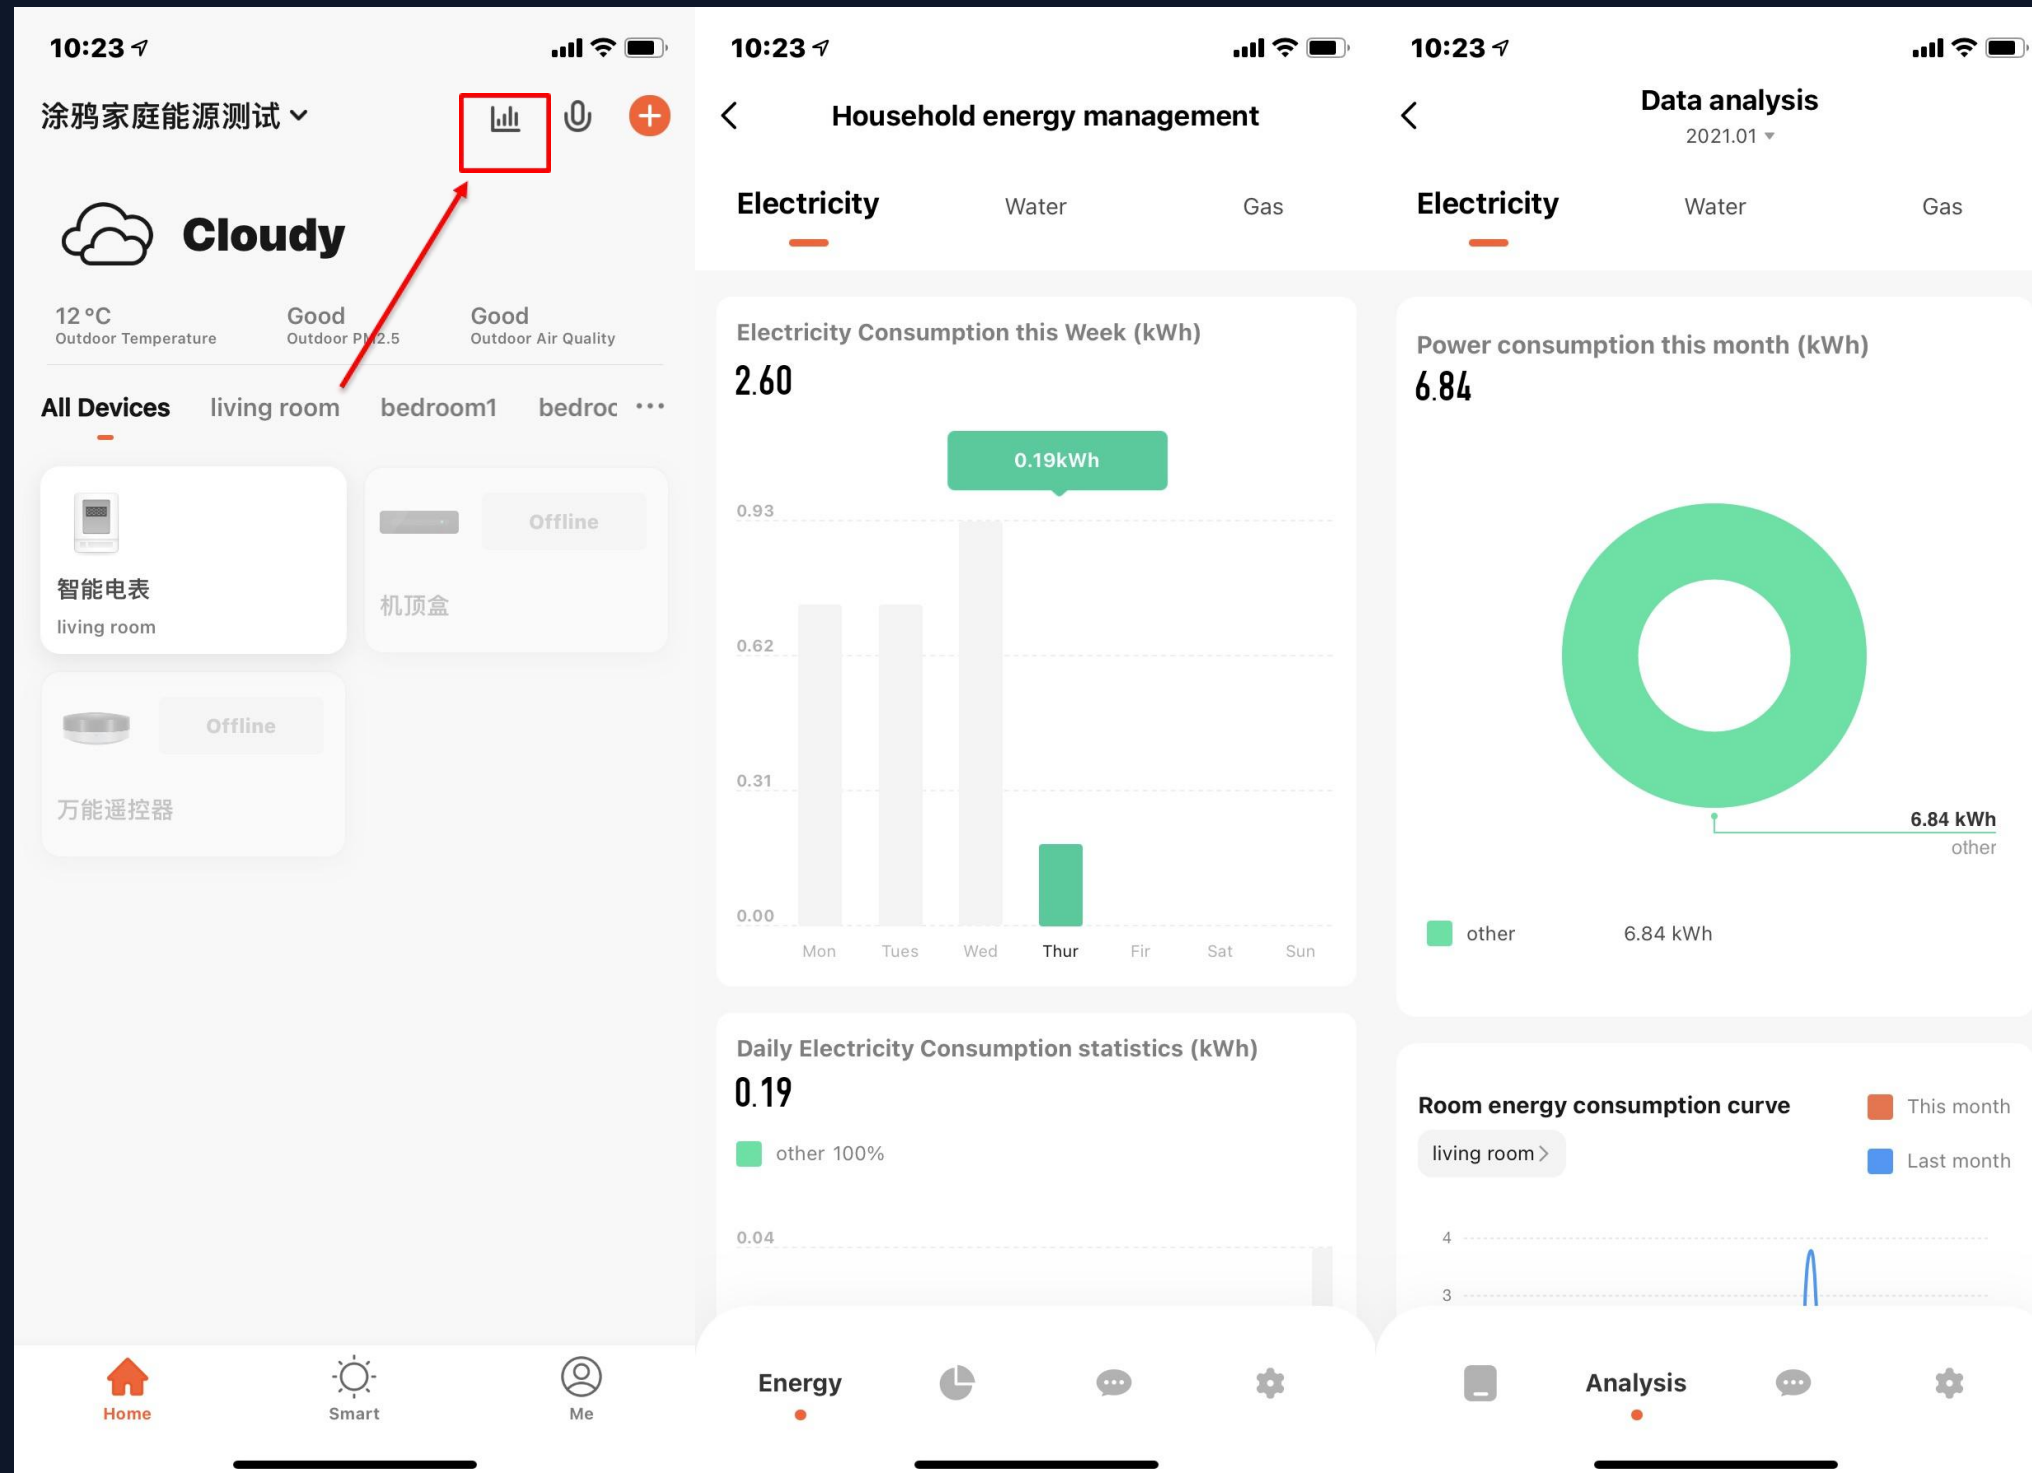 10:23
涂鸦家庭能源测试
Cloudy
12 °C
Outdoor Temperature
Good
Outdoor PM2.5
Good
Outdoor Air Quality
All Devices
living room
bedroom1
bedroc
智能电表
living room
Offline
机顶盒
Offline
万能遥控器
Home
Smart
Me
10:23
Household energy management
Electricity
Water
Gas
Electricity Consumption this Week (kWh)
2.60
0.19kWh
0.93
0.62
0.31
0.00
Mon
Tues
Wed
Thur
Fir
Sat
Sun
Daily Electricity Consumption statistics (kWh)
0.19
other 100%
0.04
Energy
10:23
Data analysis
2021.01
Electricity
Water
Gas
Power consumption this month (kWh)
6.84
6.84 kWh
other
other
6.84 kWh
Room energy consumption curve
This month
living room
Last month
4
3
Analysis